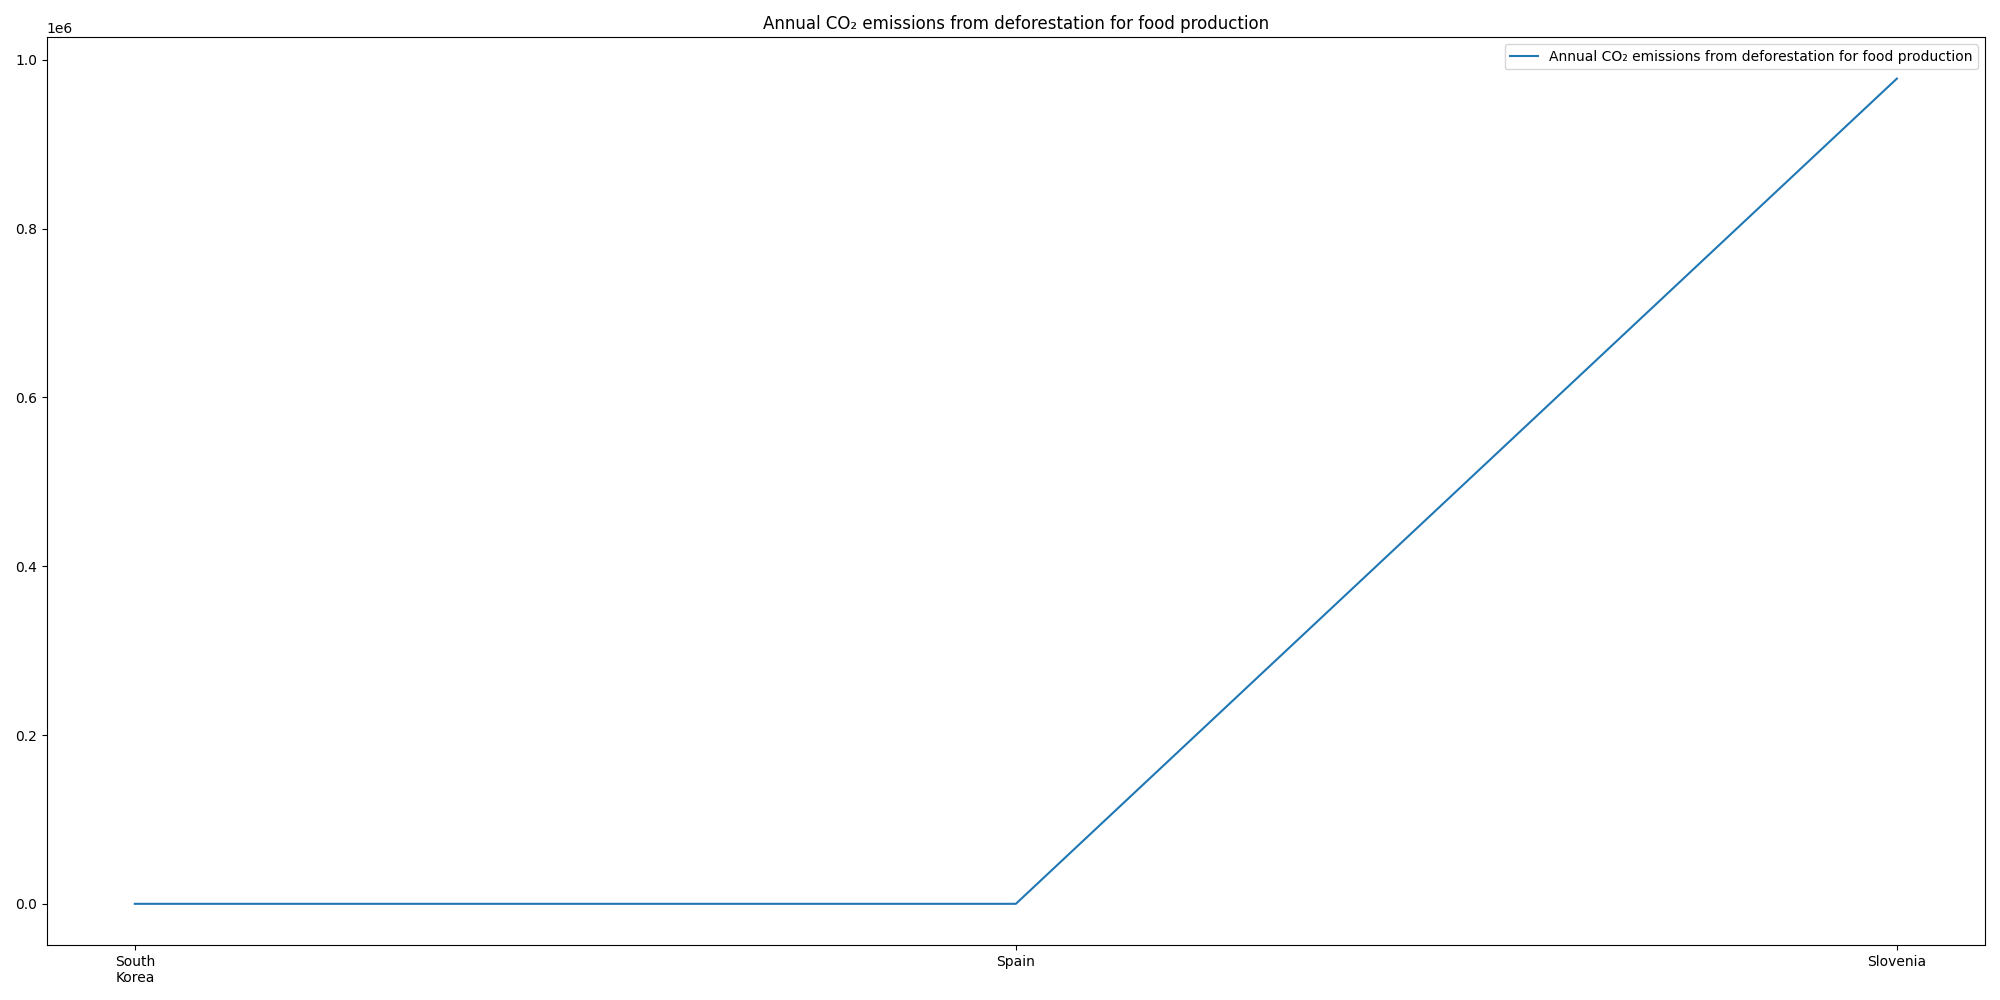 Annual CO₂ emissions from deforestation for food production
1e6
Annual CO₂ emissions from deforestation for food production
1.0
0.8
0.6
0.4
0.2
0.0
South
Korea
Spain
Slovenia